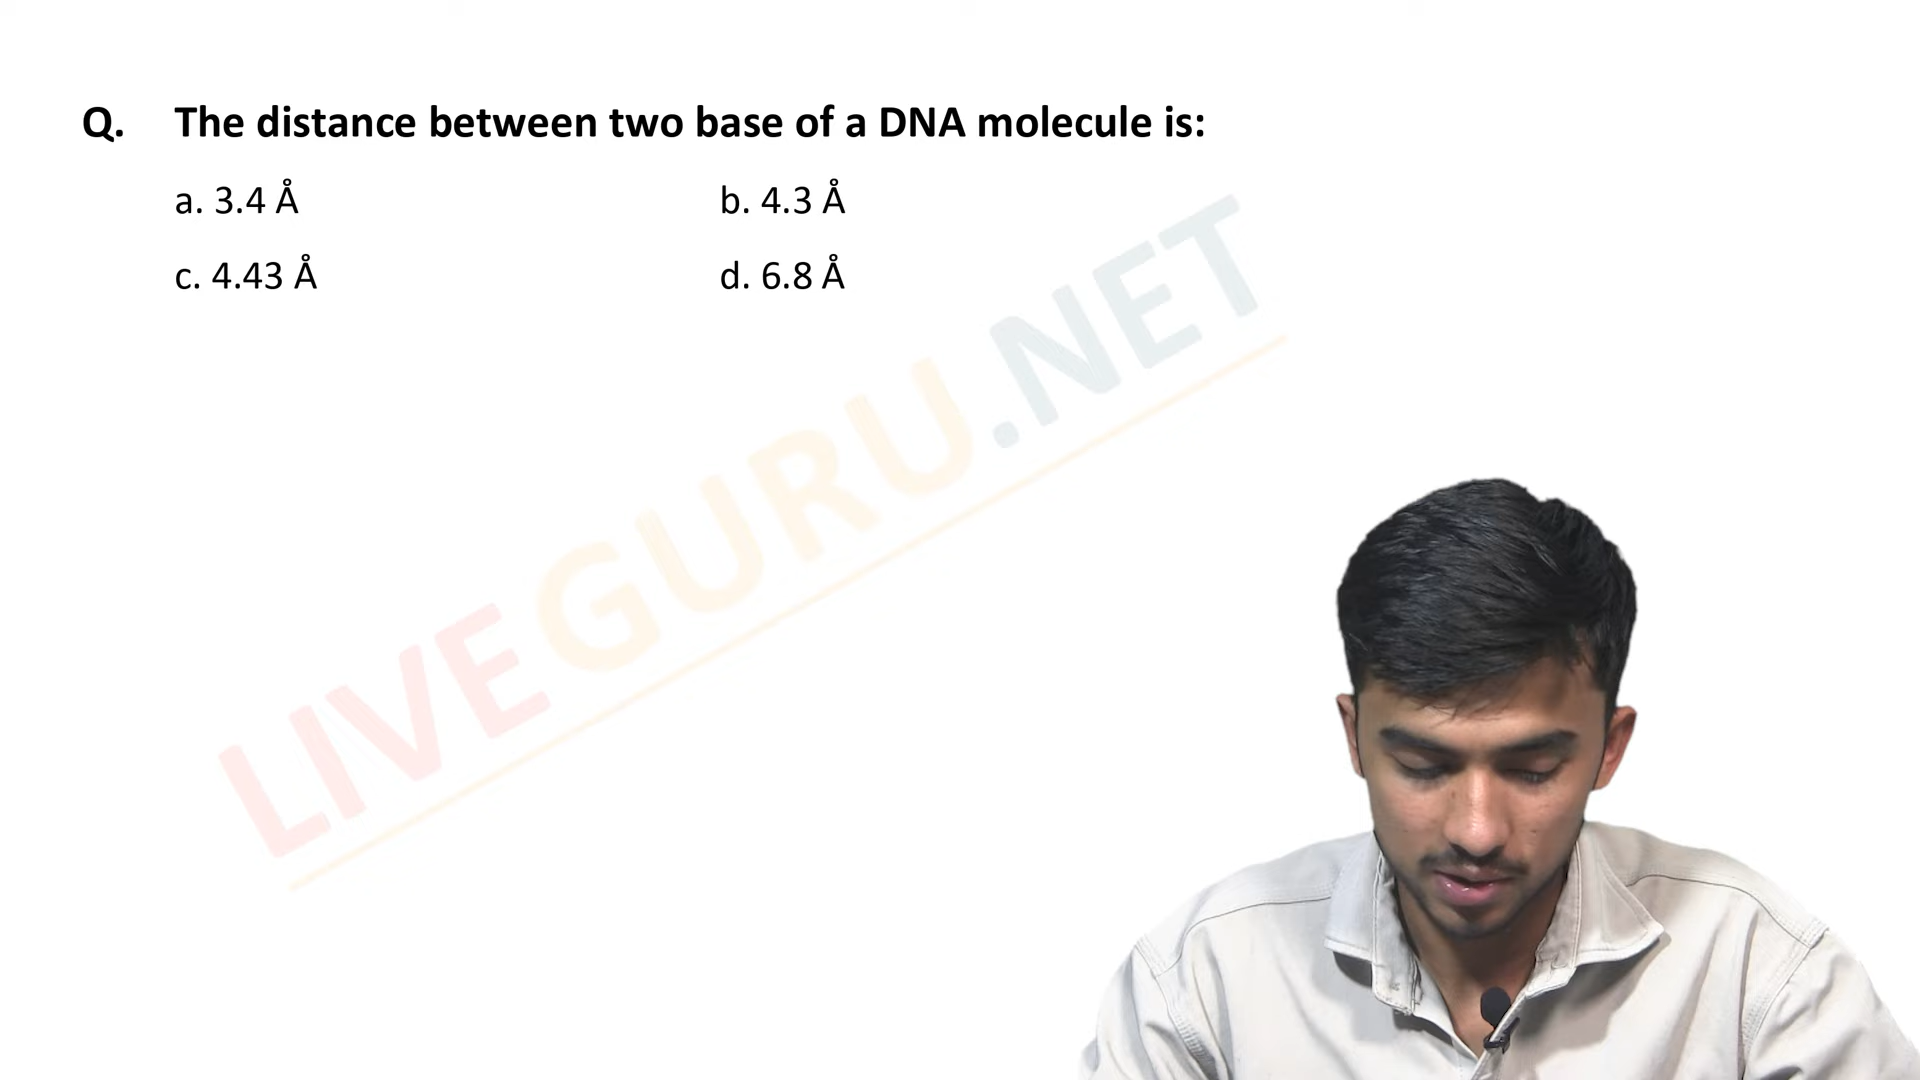 Q. The distance between two base of a DNA molecule is:
a. 3.4 Å b. 4.3 Å
c. 4.43 Å d. 6.8 Å
LIVEGURU.NET